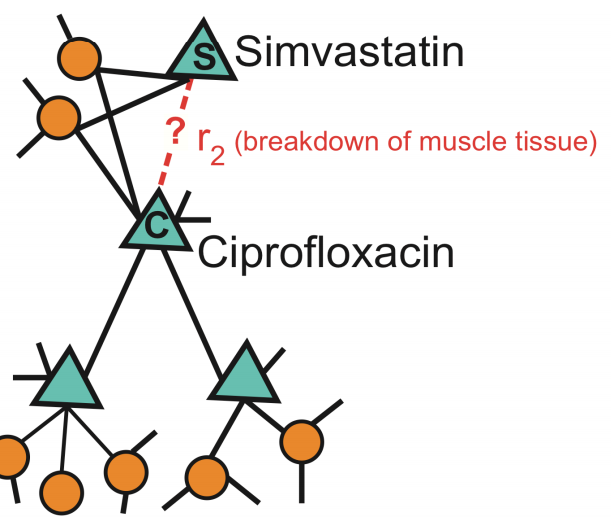 S Simvastatin
? r2 (breakdown of muscle tissue)
C
Ciprofloxacin